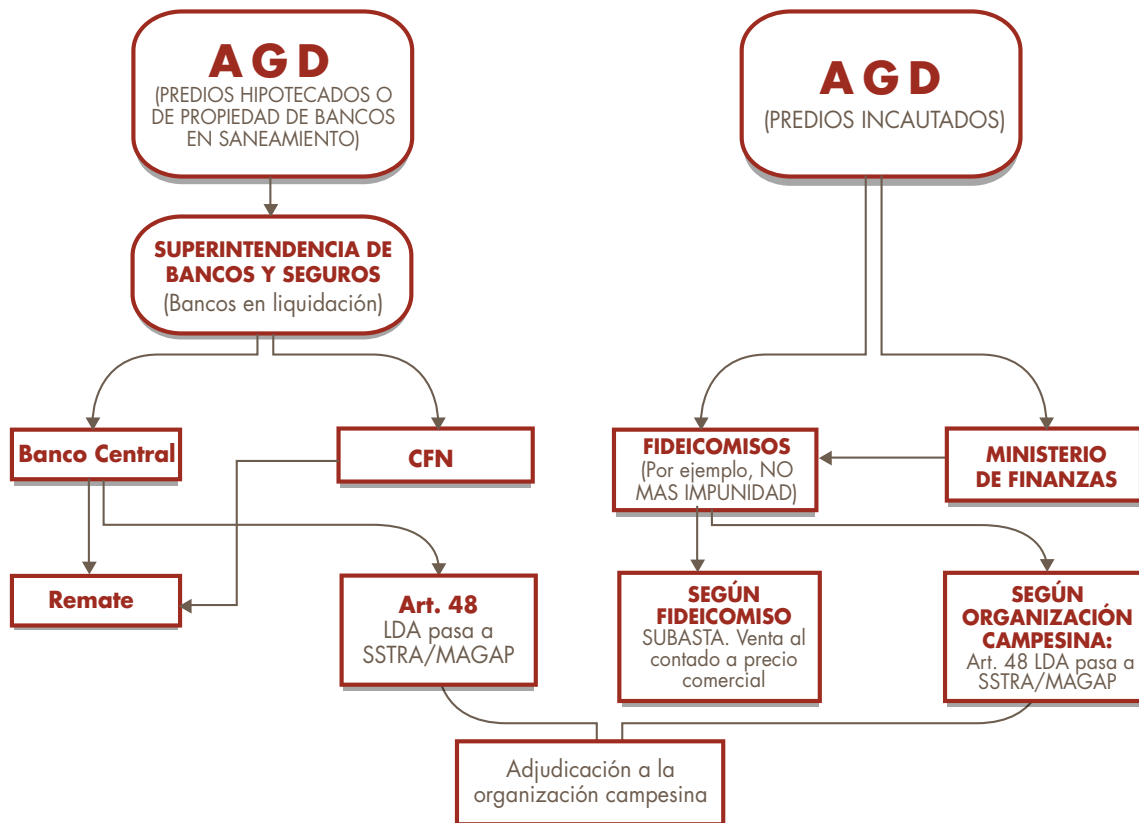 AGD
(PREDIOS HIPOTECADOS O
DE PROPIEDAD DE BANCOS
EN SANEAMIENTO)
AGD
(PREDIOS INCAUTADOS)
SUPERINTENDENCIA DE
BANCOS Y SEGUROS
(Bancos en liquidación)
Banco Central
CFN
FIDEICOMISOS
(Por ejemplo, NO
MAS IMPUNIDAD)
MINISTERIO
DE FINANZAS
Remate
Art. 48
LDA pasa a
SSTRA/MAGAP
SEGÚN
FIDEICOMISO
SUBASTA. Venta al
contado a precio
comercial
SEGÚN
ORGANIZACIÓN
CAMPESINA:
Art. 48 LDA pasa a
SSTRA/MAGAP
Adjudicación a la
organización campesina